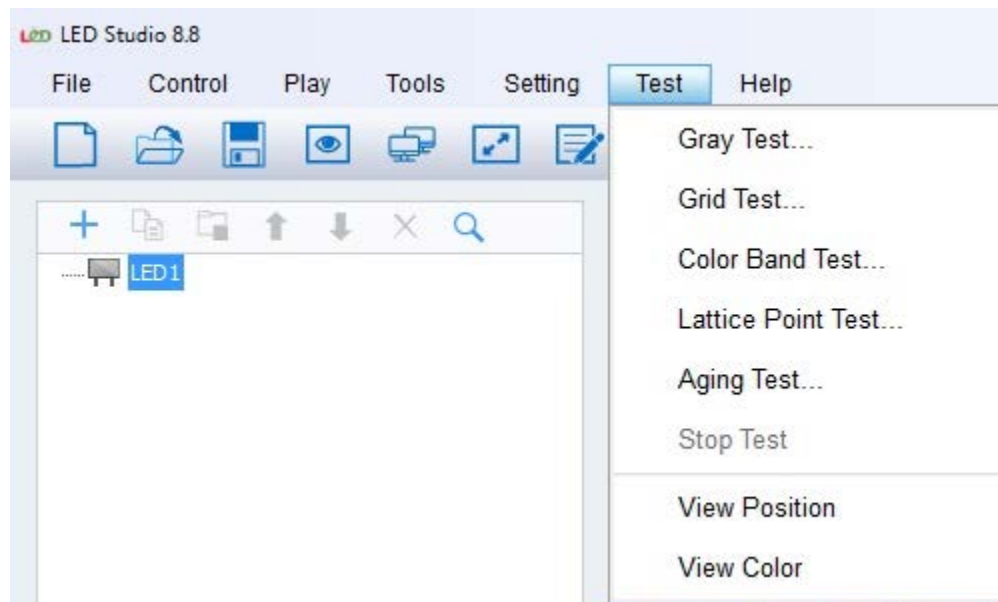 LED LED Studio 8.8
File Control Play Tools Setting Test Help
Gray Test...
Grid Test...
Color Band Test...
LED1
Lattice Point Test...
Aging Test...
Stop Test
View Position
View Color